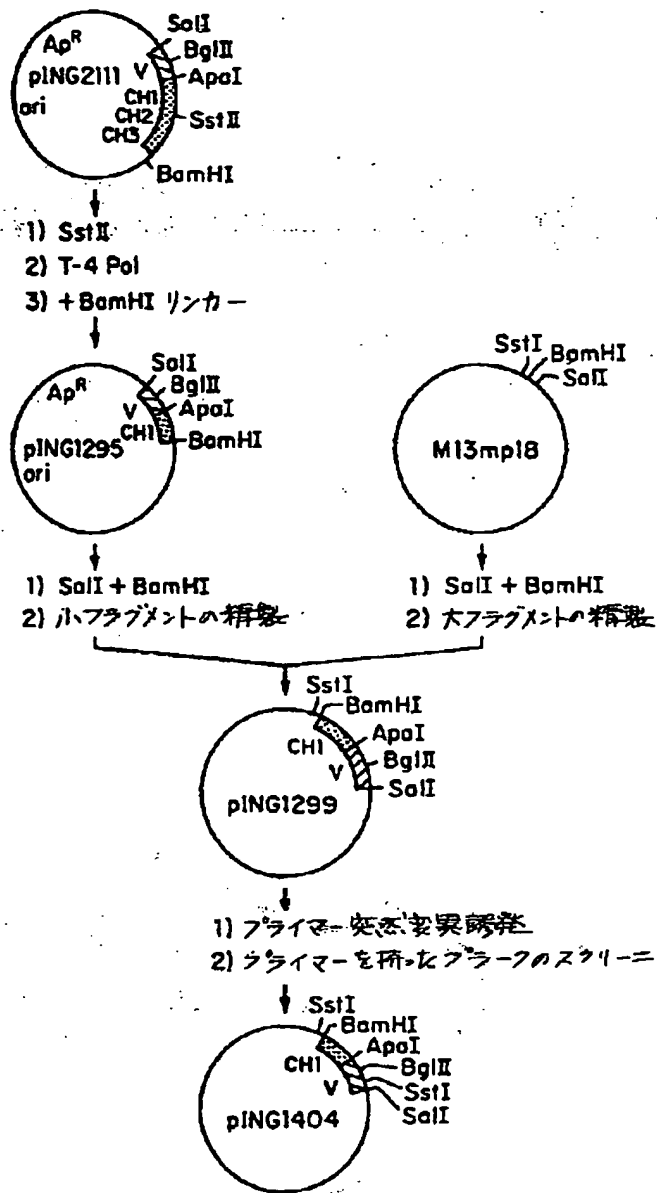 Ap^R
pING2111
ori
V
CH1
CH2
CH3
SalI
BglII
ApaI
SstII
BamHI
1) SstII
2) T-4 Pol
3) +BamHI リンカー
Ap^R
pING1295
ori
V
CH1
SalI
BglII
ApaI
BamHI
SstI
BamHI
SalI
M13mp18
1) SalI + BamHI
2) 小フラグメントの精製
1) SalI + BamHI
2) 大フラグメントの精製
SstI
BamHI
CH1
ApaI
V
BglII
SalI
pING1299
1) プライマー突然変異誘発
2) プライマーを用ったプラークのスクリーニ
SstI
BamHI
CH1
ApaI
BglII
V
SstI
SalI
pING1404